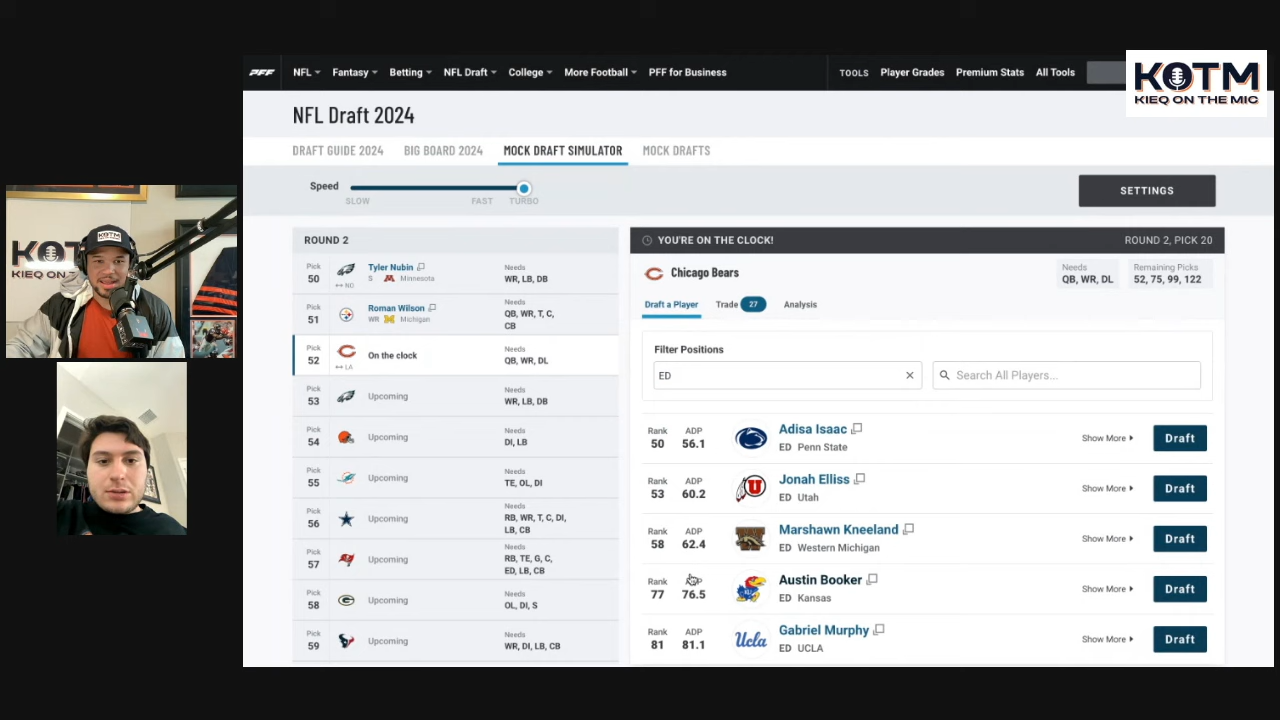 PFF
NFL
Fantasy
Betting
NFL Draft
College
More Football
PFF for Business
TOOLS
Player Grades
Premium Stats
All Tools
KOTM
KIEQ ON THE MIC
NFL Draft 2024
DRAFT GUIDE 2024
BIG BOARD 2024
MOCK DRAFT SIMULATOR
MOCK DRAFTS
Speed
SLOW
FAST
TURBO
SETTINGS
ROUND 2
Pick
50
NO
Tyler Nubin
S Minnesota
Needs
WR, LB, DB
Pick
51
Roman Wilson
WR Michigan
Needs
QB, WR, T, C,
CB
Pick
52
LA
On the clock
Needs
QB, WR, DL
Pick
53
Upcoming
Needs
WR, LB, DB
Pick
54
Upcoming
Needs
DI, LB
Pick
55
Upcoming
Needs
TE, OL, DI
Pick
56
Upcoming
Needs
RB, WR, T, C, DI,
LB, CB
Pick
57
Upcoming
Needs
RB, TE, G, C,
ED, LB, CB
Pick
58
Upcoming
Needs
OL, DI, S
Pick
59
Upcoming
Needs
WR, DI, LB, CB
YOU'RE ON THE CLOCK!
ROUND 2, PICK 20
Chicago Bears
Needs
QB, WR, DL
Remaining Picks
52, 75, 99, 122
Draft a Player
Trade 27
Analysis
Filter Positions
ED
Search All Players...
Rank
50
ADP
56.1
Adisa Isaac
ED Penn State
Show More
Draft
Rank
53
ADP
60.2
Jonah Elliss
ED Utah
Show More
Draft
Rank
58
ADP
62.4
Marshawn Kneeland
ED Western Michigan
Show More
Draft
Rank
77
76.5
Austin Booker
ED Kansas
Show More
Draft
Rank
81
ADP
81.1
Ucla
Gabriel Murphy
ED UCLA
Show More
Draft
KOTM
KIEQ ON